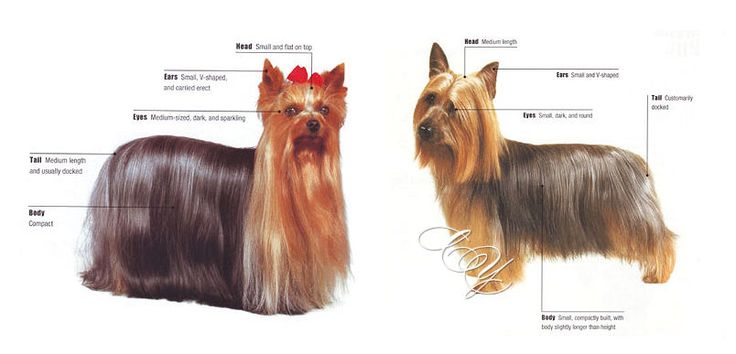 Head Small and flat on top
Ears Small, V-shaped,
and carried erect
Eyes Medium-sized, dark, and sparkling
Tail Medium length
and usually docked
Body
Compact
Head Medium length
Ears Small and V-shaped
Tail Customarily
docked
Eyes Small, dark, and round
Body Small, compactly built, with
body slightly longer than height